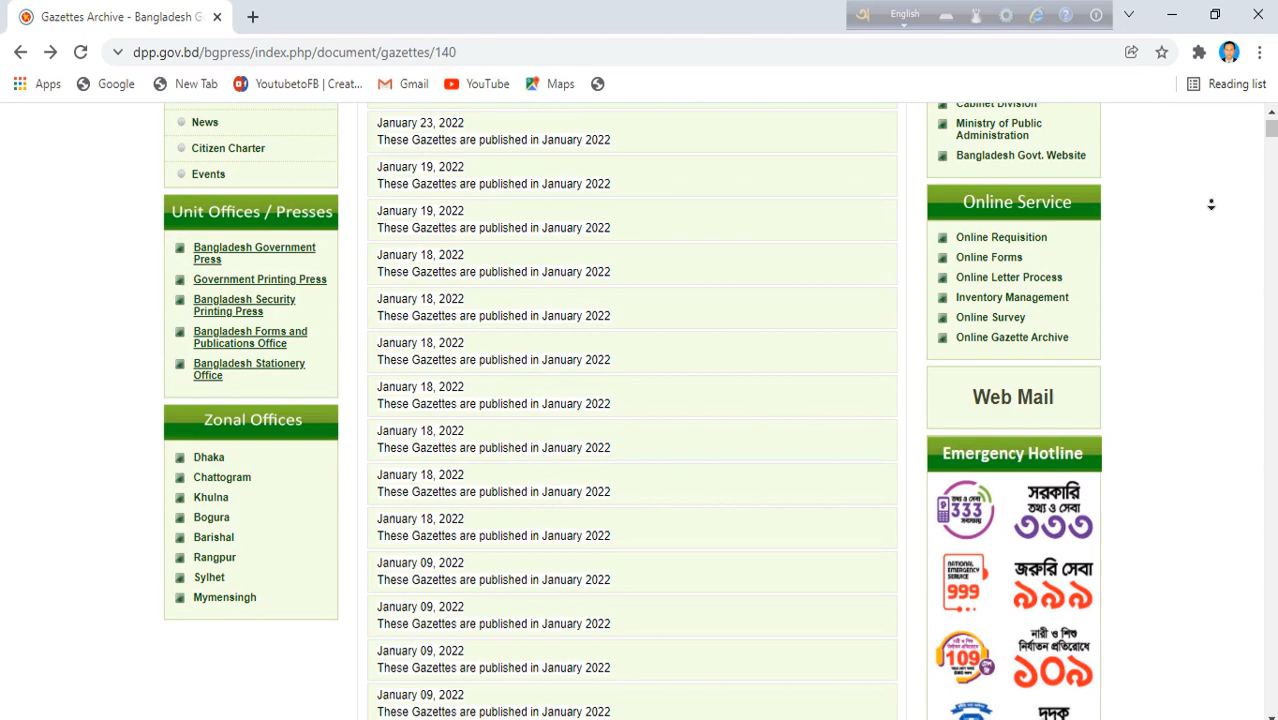 Gazettes Archive - Bangladesh G
English
dpp.gov.bd/bgpress/index.php/document/gazettes/140
Apps
Google
New Tab
YoutubetoFB | Creat...
Gmail
YouTube
Maps
Reading list
News
Citizen Charter
Events
Unit Offices / Presses
Bangladesh Government
Press
Government Printing Press
Bangladesh Security
Printing Press
Bangladesh Forms and
Publications Office
Bangladesh Stationery
Office
Zonal Offices
Dhaka
Chattogram
Khulna
Bogura
Barishal
Rangpur
Sylhet
Mymensingh
January 23, 2022
These Gazettes are published in January 2022
January 19, 2022
These Gazettes are published in January 2022
January 19, 2022
These Gazettes are published in January 2022
January 18, 2022
These Gazettes are published in January 2022
January 18, 2022
These Gazettes are published in January 2022
January 18, 2022
These Gazettes are published in January 2022
January 18, 2022
These Gazettes are published in January 2022
January 18, 2022
These Gazettes are published in January 2022
January 18, 2022
These Gazettes are published in January 2022
January 18, 2022
These Gazettes are published in January 2022
January 09, 2022
These Gazettes are published in January 2022
January 09, 2022
These Gazettes are published in January 2022
January 09, 2022
These Gazettes are published in January 2022
January 09, 2022
These Gazettes are published in January 2022
Cabinet Division
Ministry of Public
Administration
Bangladesh Govt. Website
Online Service
Online Requisition
Online Forms
Online Letter Process
Inventory Management
Online Survey
Online Gazette Archive
Web Mail
Emergency Hotline
তথ্য ও সেবা
333
সবসময়
সরকারি
তথ্য ও সেবা
৩৩৩
NATIONAL
EMERGENCY
SERVICE
999
জরুরি সেবা
৯৯৯
109
নারী ও শিশু
নির্যাতন প্রতিরোধে
১০৯
দুদক